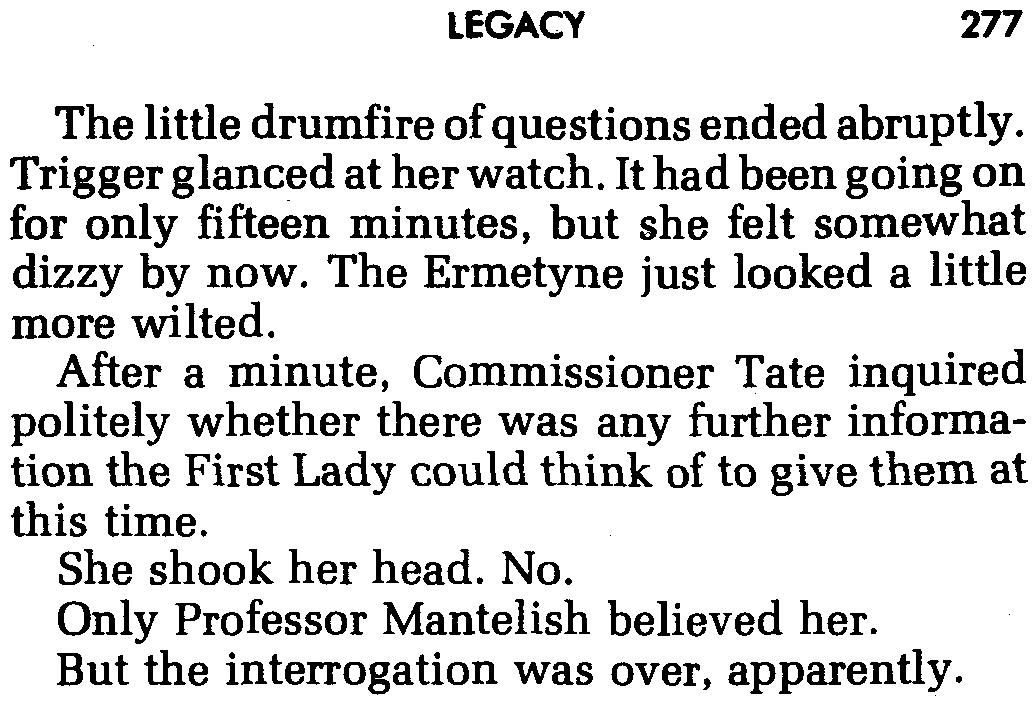 LEGACY 277
The little drumfire of questions ended abruptly.
Trigger glanced at her watch. It had been going on
for only fifteen minutes, but she felt somewhat
dizzy by now. The Ermetyne just looked a little
more wilted.
After a minute, Commissioner Tate inquired
politely whether there was any further informa-
tion the First Lady could think of to give them at
this time.
She shook her head. No.
Only Professor Mantelish believed her.
But the interrogation was over, apparently.